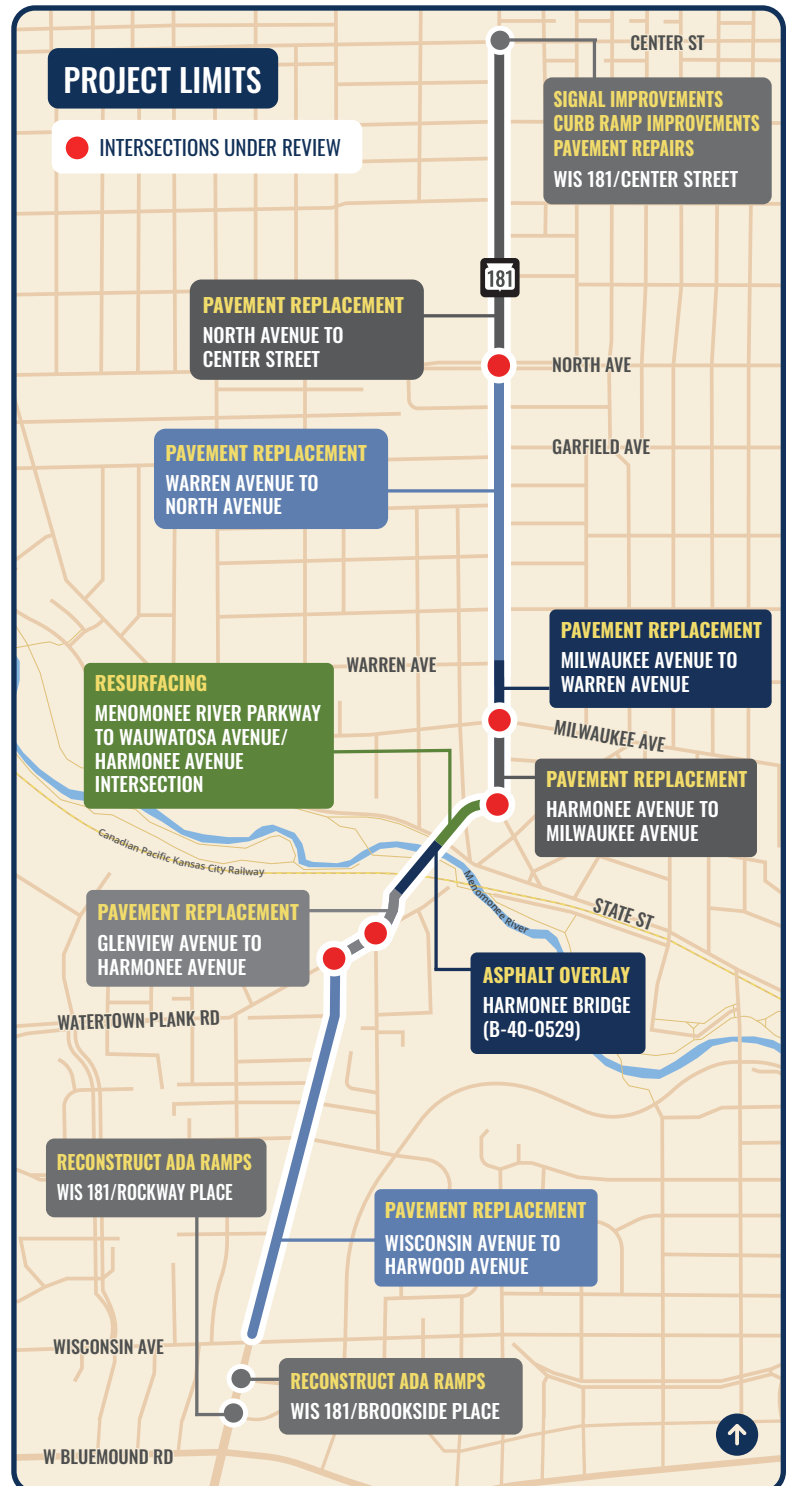 PROJECT LIMITS
INTERSECTIONS UNDER REVIEW
CENTER ST
SIGNAL IMPROVEMENTS
CURB RAMP IMPROVEMENTS
PAVEMENT REPAIRS
WIS 181/CENTER STREET
181
PAVEMENT REPLACEMENT
NORTH AVENUE TO
CENTER STREET
NORTH AVE
GARFIELD AVE
PAVEMENT REPLACEMENT
WARREN AVENUE TO
NORTH AVENUE
PAVEMENT REPLACEMENT
MILWAUKEE AVENUE TO
WARREN AVENUE
WARREN AVE
RESURFACING
MENOMONEE RIVER PARKWAY
TO WAUWATOSA AVENUE/
HARMONEE AVENUE
INTERSECTION
MILWAUKEE AVE
PAVEMENT REPLACEMENT
HARMONEE AVENUE TO
MILWAUKEE AVENUE
Canadian Pacific Kansas City Railway
Menomonee River
STATE ST
PAVEMENT REPLACEMENT
GLENVIEW AVENUE TO
HARMONEE AVENUE
ASPHALT OVERLAY
HARMONEE BRIDGE
(B-40-0529)
WATERTOWN PLANK RD
RECONSTRUCT ADA RAMPS
WIS 181/ROCKWAY PLACE
PAVEMENT REPLACEMENT
WISCONSIN AVENUE TO
HARWOOD AVENUE
WISCONSIN AVE
RECONSTRUCT ADA RAMPS
WIS 181/BROOKSIDE PLACE
W BLUEMOUND RD